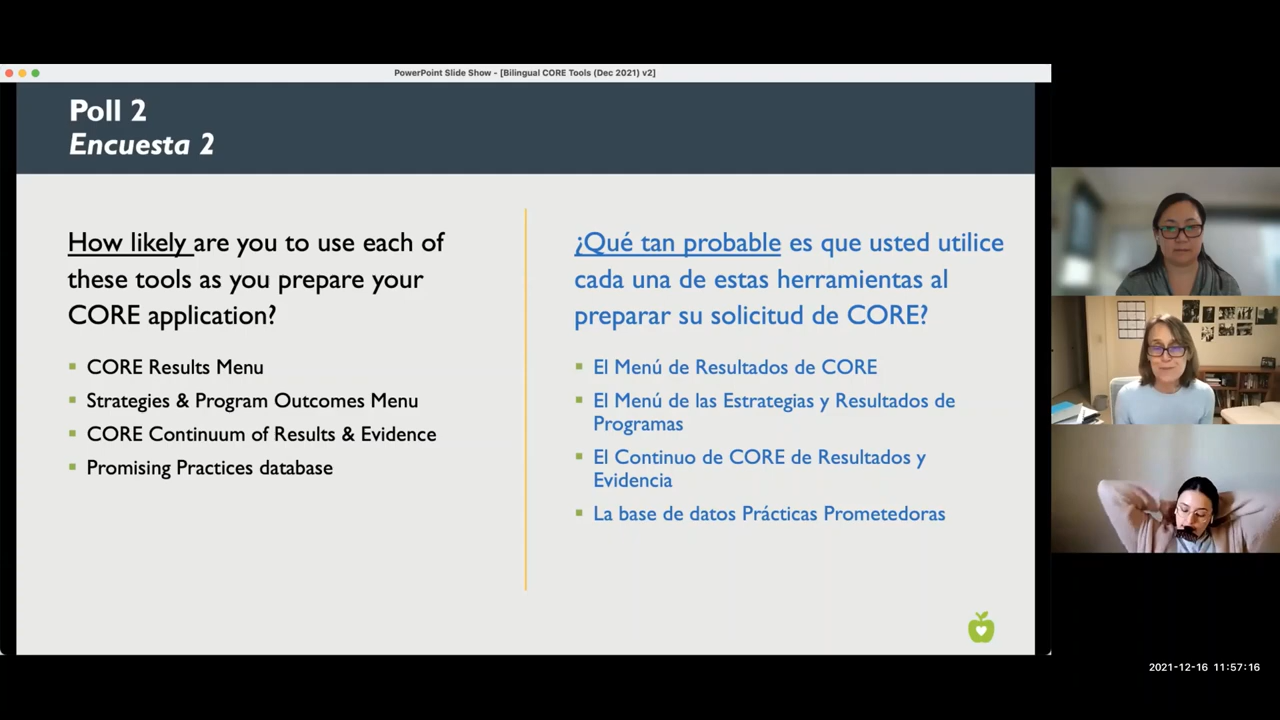 PowerPoint Slide Show - [Bilingual CORE Tools (Dec 2021) v2]
Poll 2
Encuesta 2
How likely are you to use each of
these tools as you prepare your
CORE application?
CORE Results Menu
Strategies & Program Outcomes Menu
CORE Continuum of Results & Evidence
Promising Practices database
¿Qué tan probable es que usted utilice
cada una de estas herramientas al
preparar su solicitud de CORE?
El Menú de Resultados de CORE
El Menú de las Estrategias y Resultados de
Programas
El Continuo de CORE de Resultados y
Evidencia
La base de datos Prácticas Prometedoras
2021-12-16 11:57:16